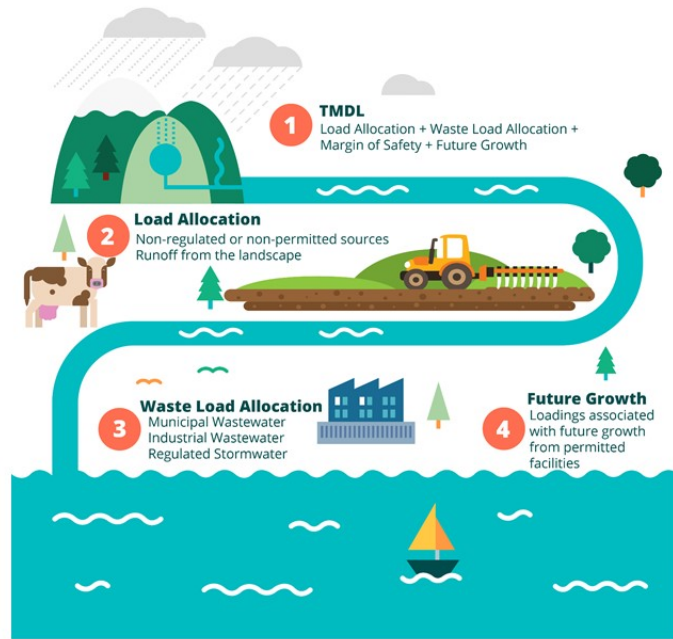 1
TMDL
Load Allocation + Waste Load Allocation +
Margin of Safety + Future Growth
2
Load Allocation
Non-regulated or non-permitted sources
Runoff from the landscape
3
Waste Load Allocation
Municipal Wastewater
Industrial Wastewater
Regulated Stormwater
4
Future Growth
Loadings associated
with future growth
from permitted
facilities